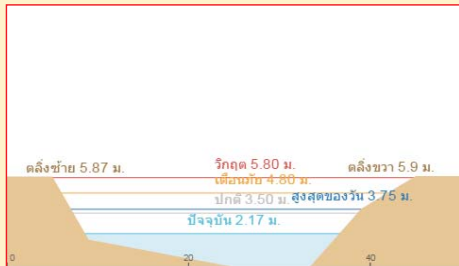 วิกฤต 5.80 ม.
ตลิ่งซ้าย 5.87 ม.
ตลิ่งขวา 5.9 ม.
เตือนภัย 4.80 ม.
ปกติ 3.50 ม.
สูงสุดของวัน 3.75 ม.
ปัจจุบัน 2.17 ม.
0 20 40